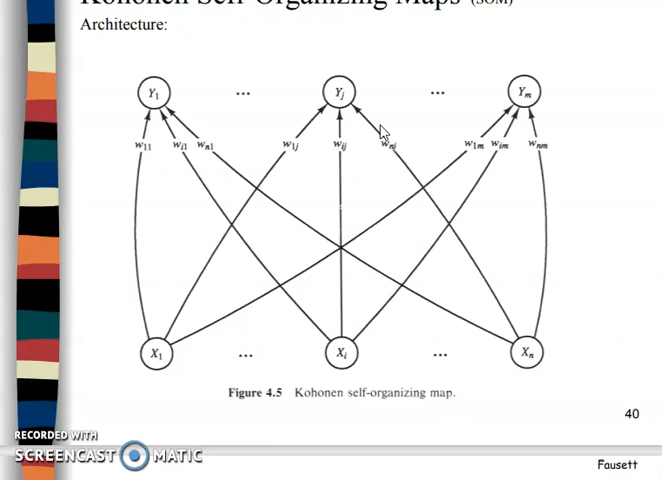 Kohonen Self-Organizing Maps (SOM)
Architecture:
Y1 ... Yj ... Ym
w11 wi1 wn1 w1j wij wnj w1m wim wnm
X1 ... Xi ... Xn
Figure 4.5 Kohonen self-organizing map.
40
RECORDED WITH
SCREENCAST MATIC
Fausett